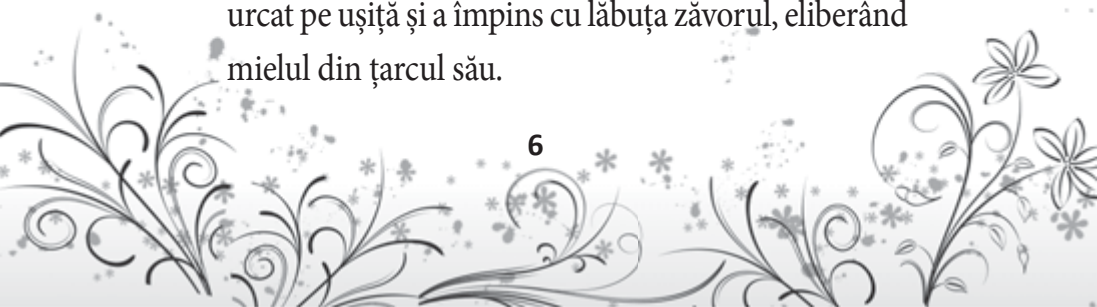 urcat pe ușiță și a împins cu lăbuța zăvorul, eliberând
mielul din țarcul său.
6